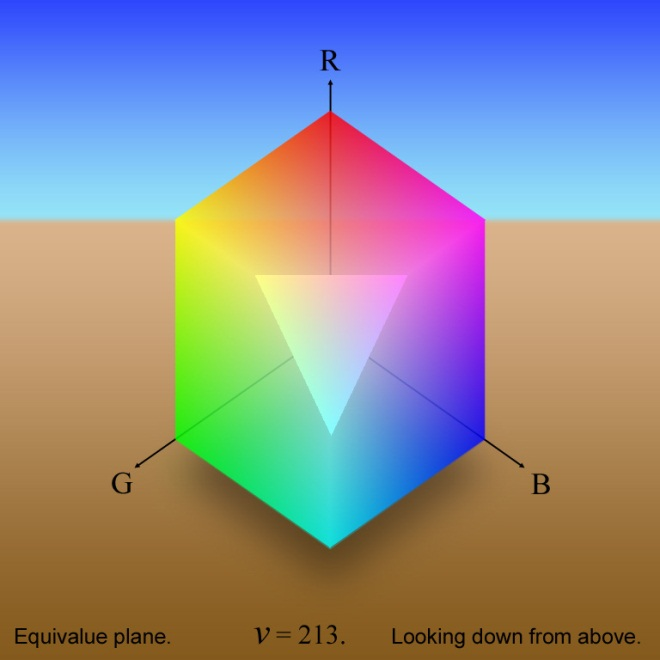 R
G
B
Equivalue plane. v = 213. Looking down from above.